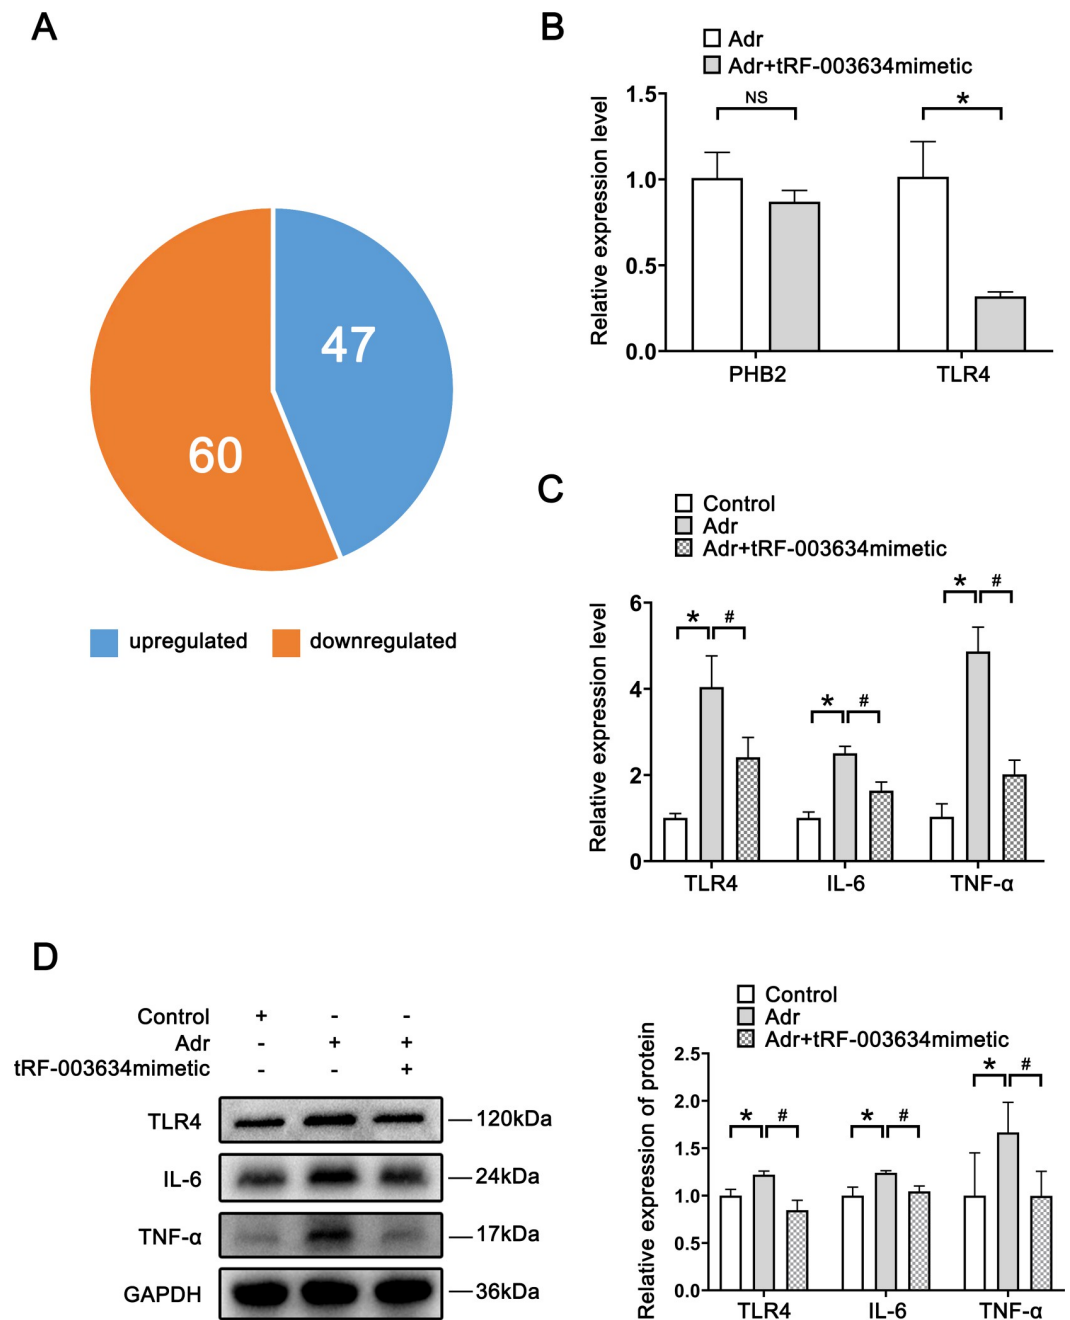 A
47
60
upregulated downregulated
B
Adr
Adr+tRF-003634mimetic
Relative expression level
1.5
1.0
0.5
0.0
NS
*
PHB2 TLR4
C
Control
Adr
Adr+tRF-003634mimetic
Relative expression level
6
4
2
0
* #
* #
* #
TLR4 IL-6 TNF-α
D
Control + - -
Adr - + +
tRF-003634mimetic - - +
TLR4 120kDa
IL-6 24kDa
TNF-α 17kDa
GAPDH 36kDa
Control
Adr
Adr+tRF-003634mimetic
Relative expression of protein
2.5
2.0
1.5
1.0
0.5
0.0
* #
* #
* #
TLR4 IL-6 TNF-α